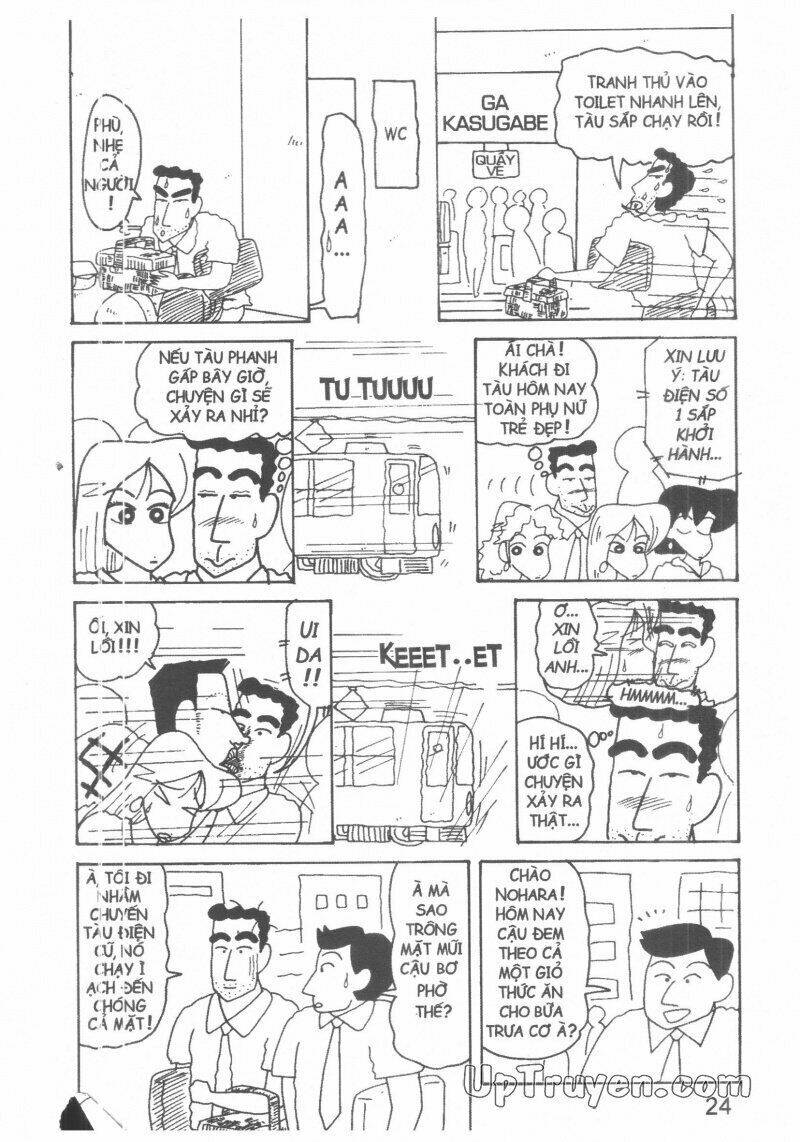 TRANH THỦ VÀO
TOILET NHANH LÊN,
TÀU SẮP CHẠY RỒI!
GA
KASUGABE
QUẦY
VÉ
WC
A
A
A
...
PHÙ,
NHẸ
CẢ
NGƯỜI
!
XIN LƯU
Ý: TÀU
ĐIỆN SỐ
1 SẮP
KHỞI
HÀNH...
ÁI CHÀ!
KHÁCH ĐI
TÀU HÔM NAY
TOÀN PHỤ NỮ
TRẺ ĐẸP!
TU TUUUU
NẾU TÀU PHANH
GẤP BÂY GIỜ,
CHUYỆN GÌ SẼ
XẢY RA NHỈ?
Ơ...
XIN
LỖI
ANH...
HMMMM...
HÍ HÍ...
ƯỚC GÌ
CHUYỆN
XẢY RA
THẬT...
KEEET..ET
UI
DA
!!
ỐI, XIN
LỖI!!!
CHÀO
NOHARA!
HÔM NAY
CẬU ĐEM
THEO CẢ
MỘT GIỎ
THỨC ĂN
CHO BỮA
TRƯA CƠ À?
À MÀ
SAO
TRÔNG
MẶT MŨI
CẬU BƠ
PHỜ
THẾ?
À, TÔI ĐI
NHẦM
CHUYẾN
TÀU ĐIỆN
CŨ, NÓ
CHẠY Ì
ẠCH ĐẾN
CHÓNG
CẢ MẶT!
UpTruyen.com
24